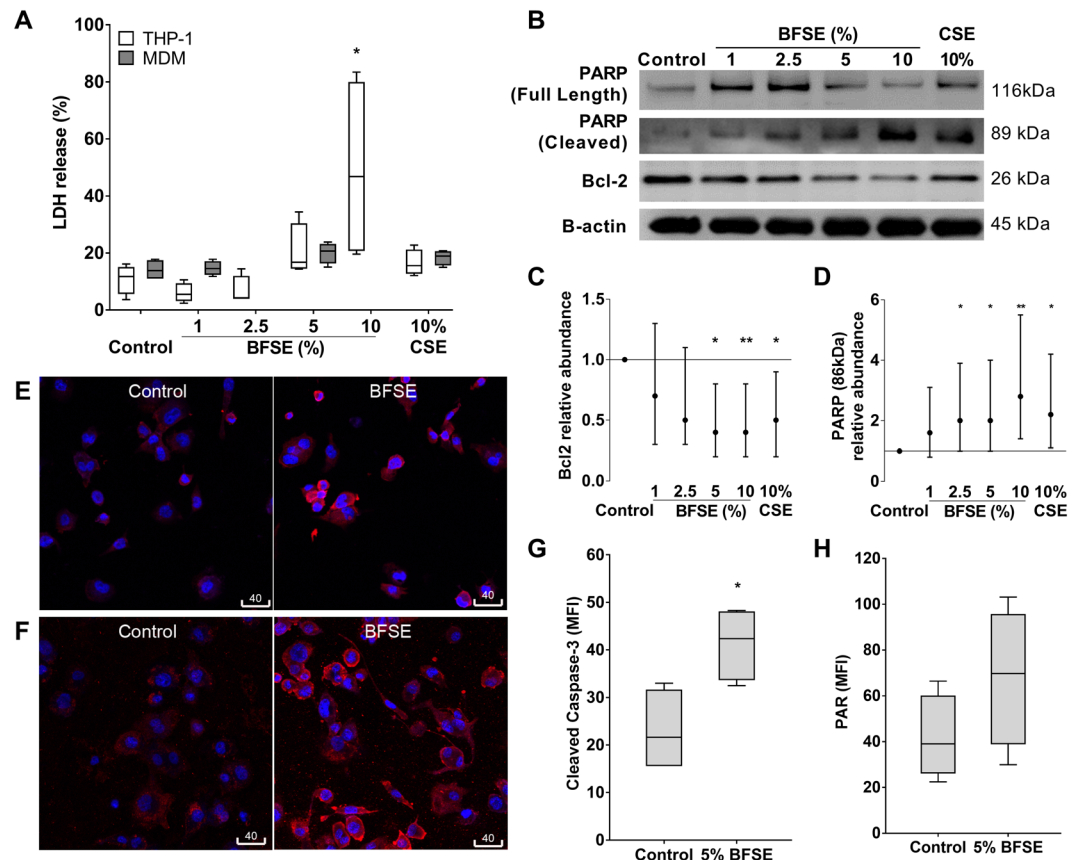 A
LDH release (%)
100
80
60
40
20
0
THP-1
MDM
*
1 2.5 5 10 10%
Control BFSE (%) CSE
B
BFSE (%) CSE
Control 1 2.5 5 10 10%
PARP
(Full Length)
116kDa
PARP
(Cleaved)
89 kDa
Bcl-2
26 kDa
B-actin
45 kDa
C
Bcl2 relative abundance
1.5
1.0
0.5
0.0
* ** *
1 2.5 5 10 10%
Control BFSE (%) CSE
D
PARP (86kDa)
relative abundance
6
4
2
0
* * ** *
1 2.5 5 10 10%
Control BFSE (%) CSE
E
Control
40
BFSE
40
F
Control
40
BFSE
40
G
Cleaved Caspase-3 (MFI)
60
50
40
30
20
10
0
*
Control 5% BFSE
H
PAR (MFI)
120
100
80
60
40
20
0
Control 5% BFSE